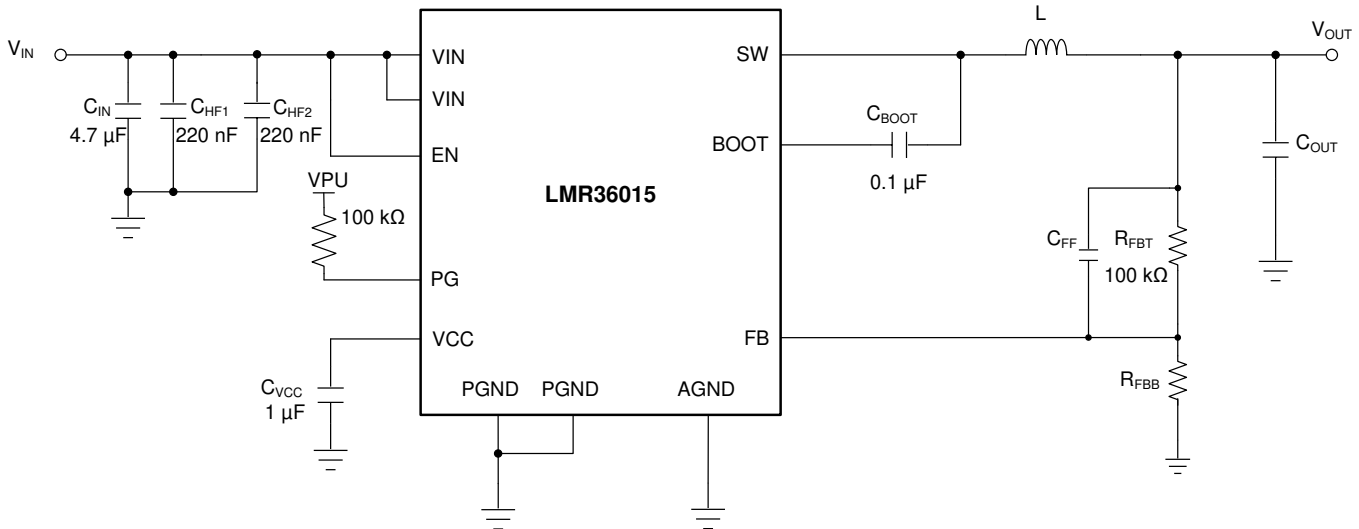 L
V_IN
VIN
SW
V_OUT
VIN
C_IN
4.7 µF
C_HF1
220 nF
C_HF2
220 nF
C_BOOT
0.1 µF
BOOT
EN
C_OUT
VPU
100 kΩ
LMR36015
C_FF
R_FBT
100 kΩ
PG
VCC
FB
C_VCC
1 µF
PGND
PGND
AGND
R_FBB